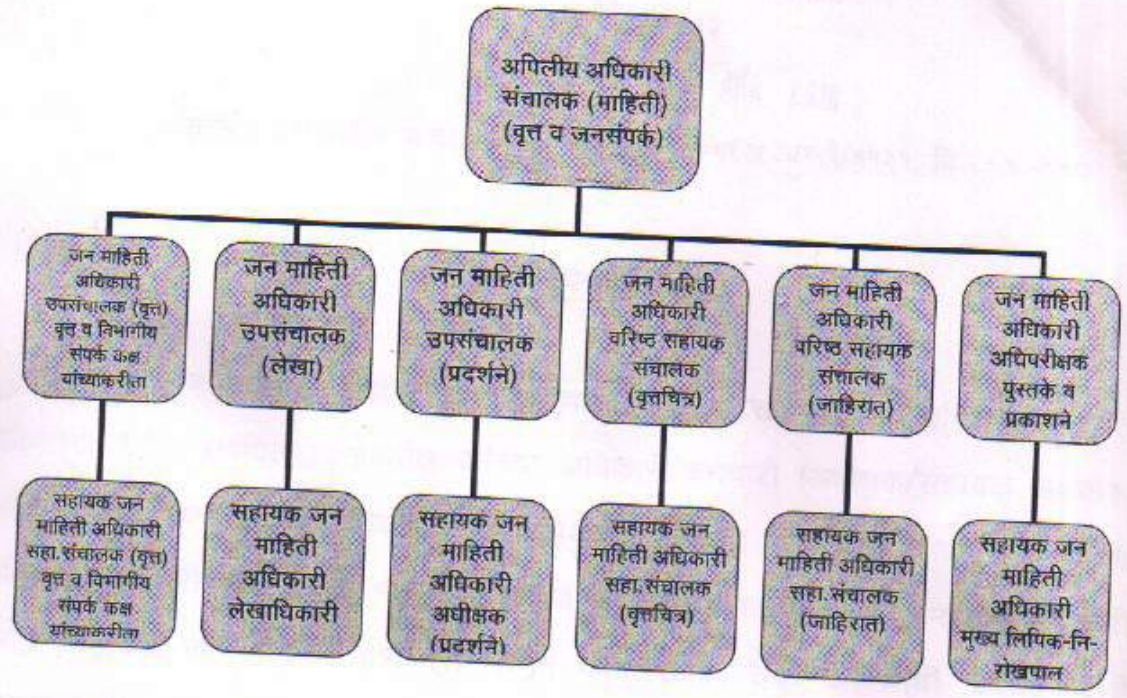 अपिलीय अधिकारी
संचालक (माहिती)
(वृत्त व जनसंपर्क)
जन माहिती
अधिकारी
उपसंचालक (वृत्त)
वृत्त व विभागीय
संपर्क कक्ष
यांच्याकरीता
जन माहिती
अधिकारी
उपसंचालक
(लेखा)
जन माहिती
अधिकारी
उपसंचालक
(प्रदर्शने)
जन माहिती
अधिकारी
वरिष्ठ सहायक
संचालक
(वृत्तचित्र)
जन माहिती
अधिकारी
वरिष्ठ सहायक
संचालक
(जाहिरात)
जन माहिती
अधिकारी
अधिपरीक्षक
पुस्तके व
प्रकाशने
सहायक जन
माहिती अधिकारी
सहा.संचालक (वृत्त)
वृत्त व विभागीय
संपर्क कक्ष
यांच्याकरीता
सहायक जन
माहिती
अधिकारी
लेखाधिकारी
सहायक जन
माहिती
अधिकारी
अधीक्षक
(प्रदर्शने)
सहायक जन
माहिती अधिकारी
सहा.संचालक
(वृत्तचित्र)
सहायक जन
माहिती अधिकारी
सहा.संचालक
(जाहिरात)
सहायक जन
माहिती
अधिकारी
मुख्य लिपिक-नि-
रोखपाल